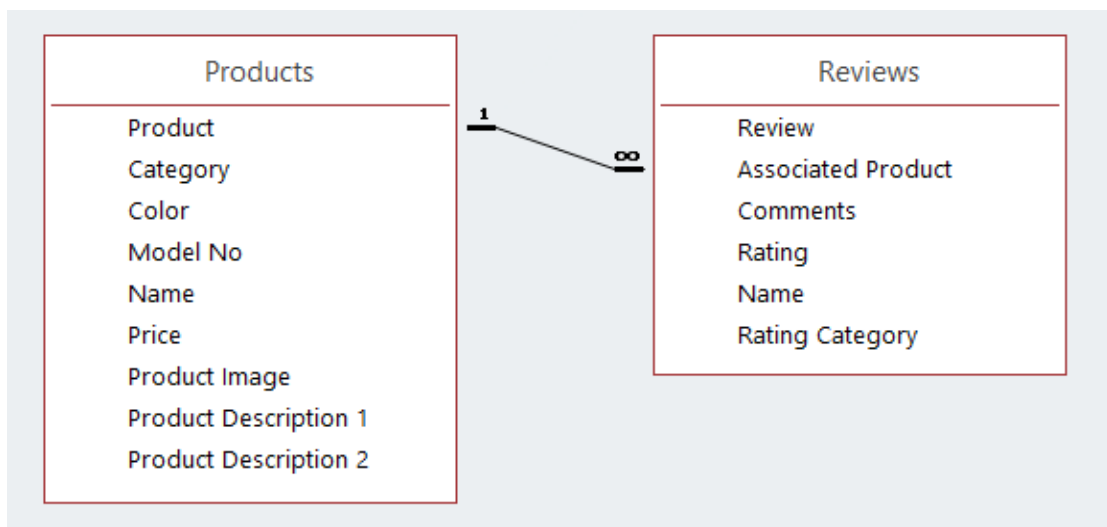 Products
Product
Category
Color
Model No
Name
Price
Product Image
Product Description 1
Product Description 2
1
∞
Reviews
Review
Associated Product
Comments
Rating
Name
Rating Category